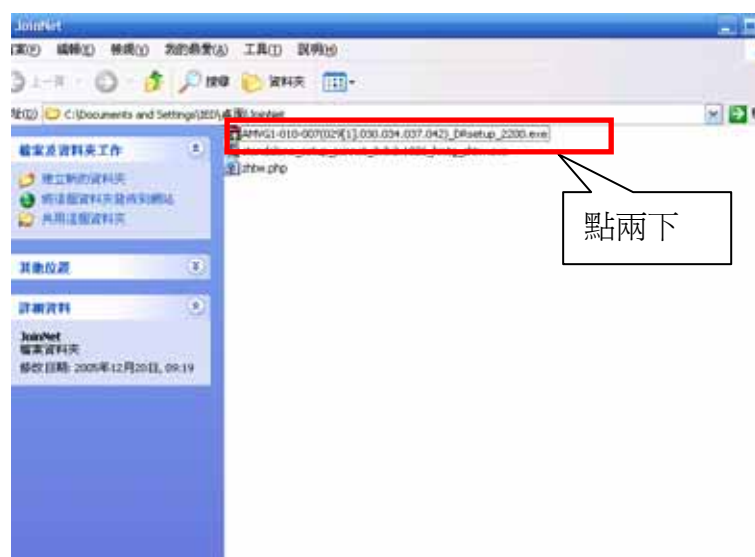 JoinNet
案(F) 編輯(E) 檢視(V) 我的最愛(A) 工具(T) 說明(H)
搜尋 資料夾
址(D) C:\Documents and Settings\JED\桌面\JoinNet
檔案及資料夾工作
建立新的資料夾
將這個資料夾發佈到網站
共用這個資料夾
其他位置
詳細資料
JoinNet
檔案資料夾
修改日期: 2005年12月20日, 09:19
AMVG1-010-007(029[1].030.034.037.042)_DRsetup_2200.exe
zhtw.php
點兩下